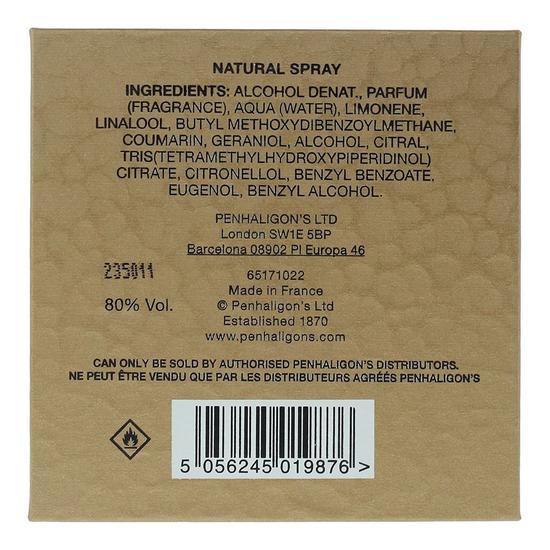 NATURAL SPRAY
INGREDIENTS: ALCOHOL DENAT., PARFUM
(FRAGRANCE), AQUA (WATER), LIMONENE,
LINALOOL, BUTYL METHOXYDIBENZOYLMETHANE,
COUMARIN, GERANIOL, ALCOHOL, CITRAL,
TRIS(TETRAMETHYLHYDROXYPIPERIDINOL)
CITRATE, CITRONELLOL, BENZYL BENZOATE,
EUGENOL, BENZYL ALCOHOL.
PENHALIGON'S LTD
London SW1E 5BP
Barcelona 08902 Pl Europa 46
235011
65171022
80% Vol.
Made in France
© Penhaligon's Ltd
Established 1870
www.penhaligons.com
CAN ONLY BE SOLD BY AUTHORISED PENHALIGON'S DISTRIBUTORS.
NE PEUT ÊTRE VENDU QUE PAR LES DISTRIBUTEURS AGRÉÉS PENHALIGON'S
5 056245 019876 >